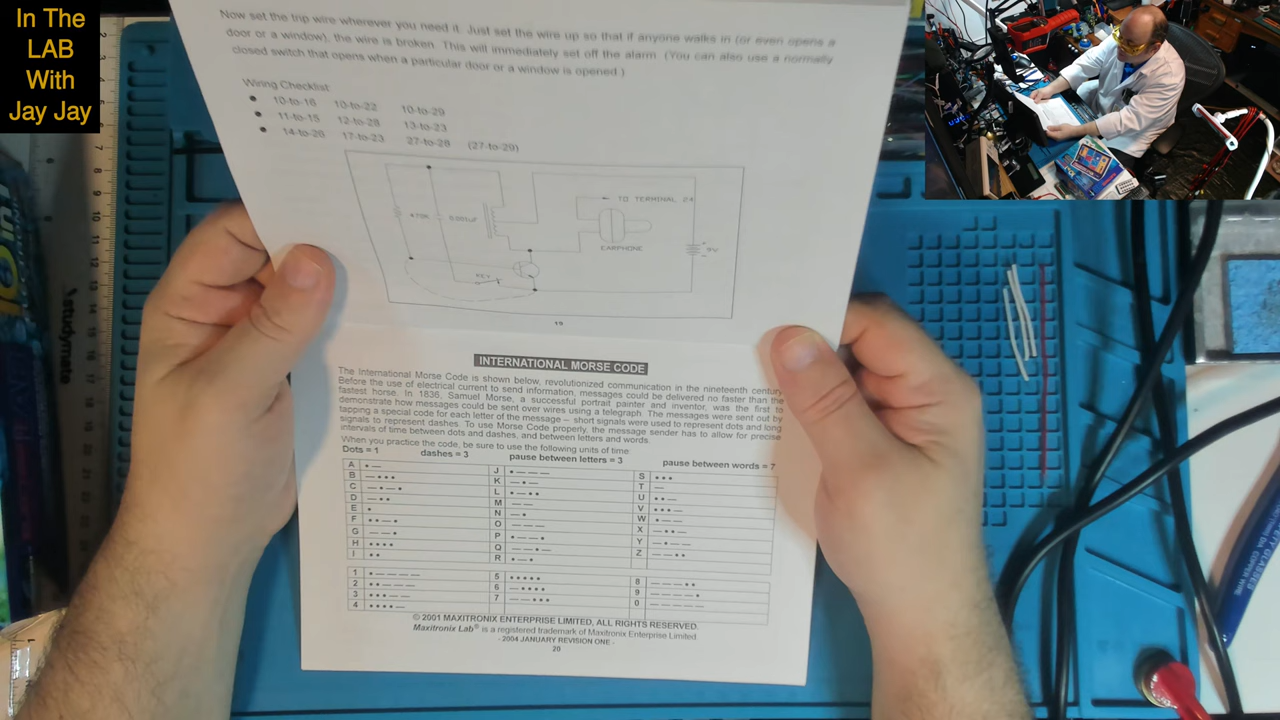 In The
LAB
With
Jay Jay
Now set the trip wire wherever you need it. Just set the wire up so that if anyone walks in (or even opens a
door or a window), the wire is broken. This will immediately set off the alarm. (You can also use a normally
closed switch that opens when a particular door or a window is opened.)
Wiring Checklist:
• 10-to-16 10-to-22 10-to-29
• 11-to-15 12-to-28 13-to-23
• 14-to-26 17-to-23 27-to-28 (27-to-29)
TO TERMINAL 24
470K 0.001uF
EARPHONE
9V
KEY
19
INTERNATIONAL MORSE CODE
The International Morse Code is shown below, revolutionized communication in the nineteenth century.
Before the use of electrical current to send information, messages could be delivered no faster than the
fastest horse. In 1836, Samuel Morse, a successful portrait painter and inventor, was the first to
demonstrate how messages could be sent over wires using a telegraph. The messages were sent out by
tapping a special code for each letter of the message – short signals were used to represent dots and long
signals to represent dashes. To use Morse Code properly, the message sender has to allow for precise
intervals of time between dots and dashes, and between letters and words.
When you practice the code, be sure to use the following units of time
Dots = 1 dashes = 3 pause between letters = 3 pause between words = 7
A •— J •——— S •••
B —••• K —•— T —
C —•—• L •—•• U ••—
D —•• M —— V •••—
E • N —• W •——
F ••—• O ——— X —••—
G ——• P •——• Y —•——
H •••• Q ——•— Z ——••
I •• R •—•
1 •———— 5 ••••• 8 ———••
2 ••——— 6 —•••• 9 ————•
3 •••—— 7 ——••• 0 —————
4 ••••—
© 2001 MAXITRONIX ENTERPRISE LIMITED, ALL RIGHTS RESERVED.
Maxitronix Lab® is a registered trademark of Maxitronix Enterprise Limited
- 2004 JANUARY REVISION ONE -
20
studymate